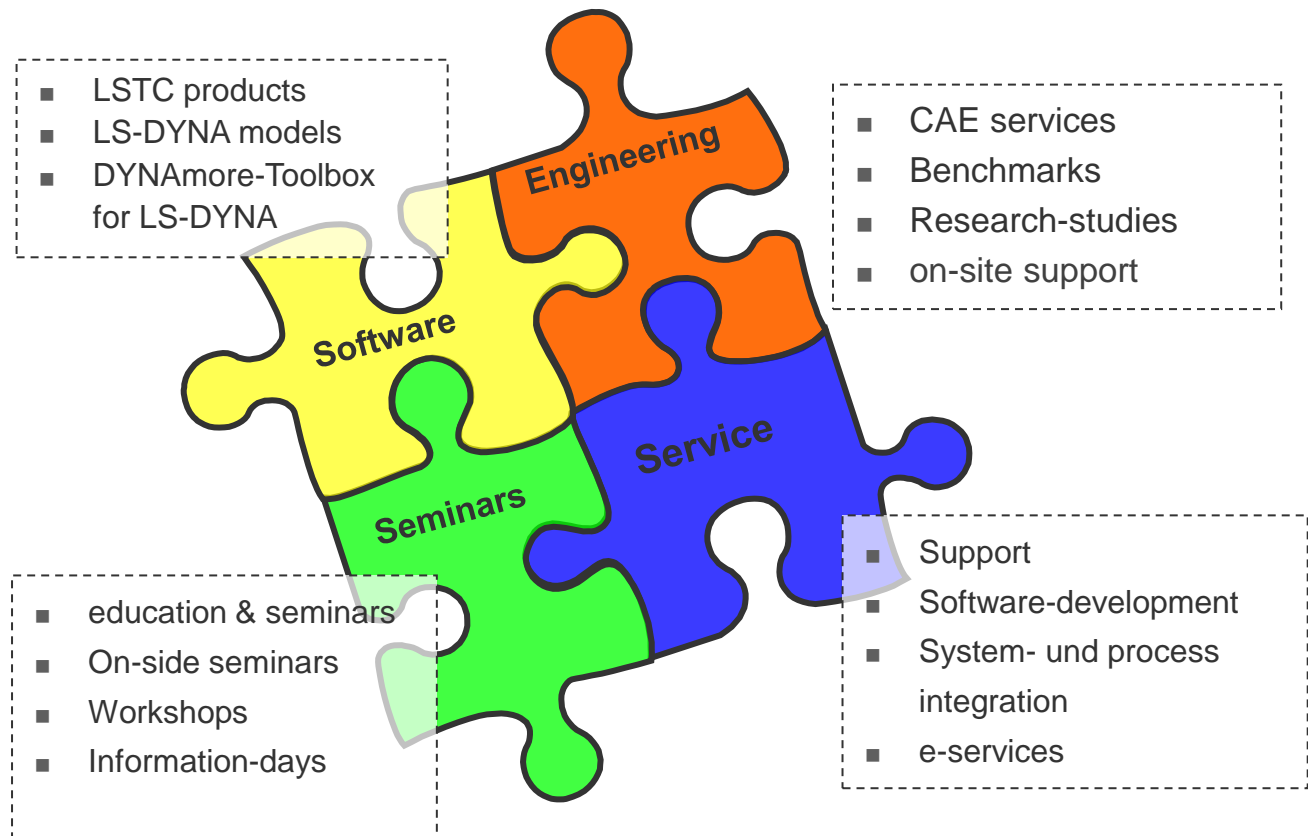 ■ LSTC products
■ LS-DYNA models
■ DYNAmore-Toolbox
for LS-DYNA
Engineering
■ CAE services
■ Benchmarks
■ Research-studies
■ on-site support
Software
Service
Seminars
■ education & seminars
■ On-side seminars
■ Workshops
■ Information-days
■ Support
■ Software-development
■ System- und process
integration
■ e-services